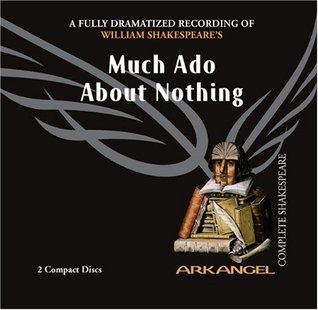 A FULLY DRAMATIZED RECORDING OF
WILLIAM SHAKESPEARE'S
Much Ado
About Nothing
COMPLETE SHAKESPEARE
2 Compact Discs
ARKANGEL